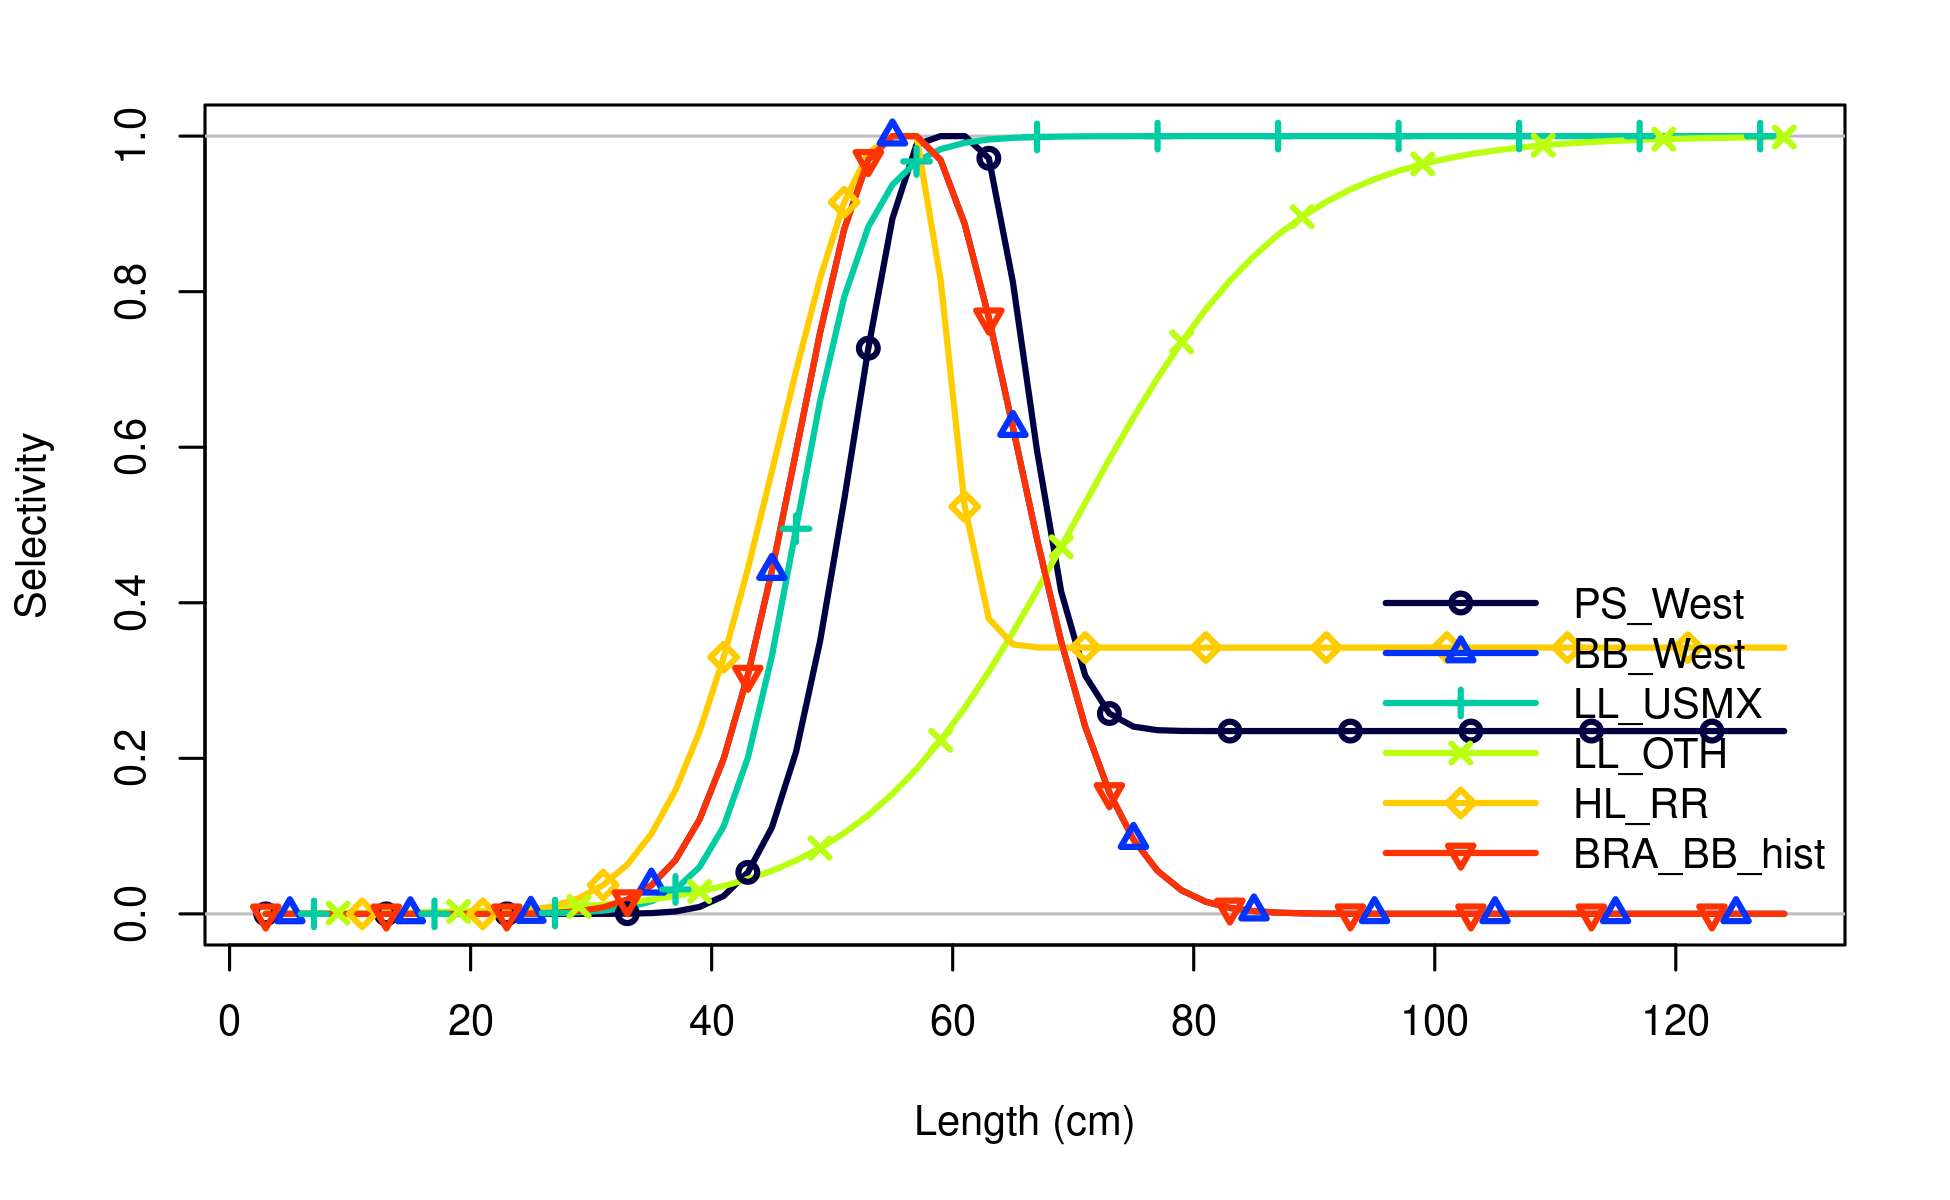 Selectivity
1.0
0.8
0.6
0.4
0.2
0.0
PS_West
BB_West
LL_USMX
LL_OTH
HL_RR
BRA_BB_hist
0 20 40 60 80 100 120
Length (cm)